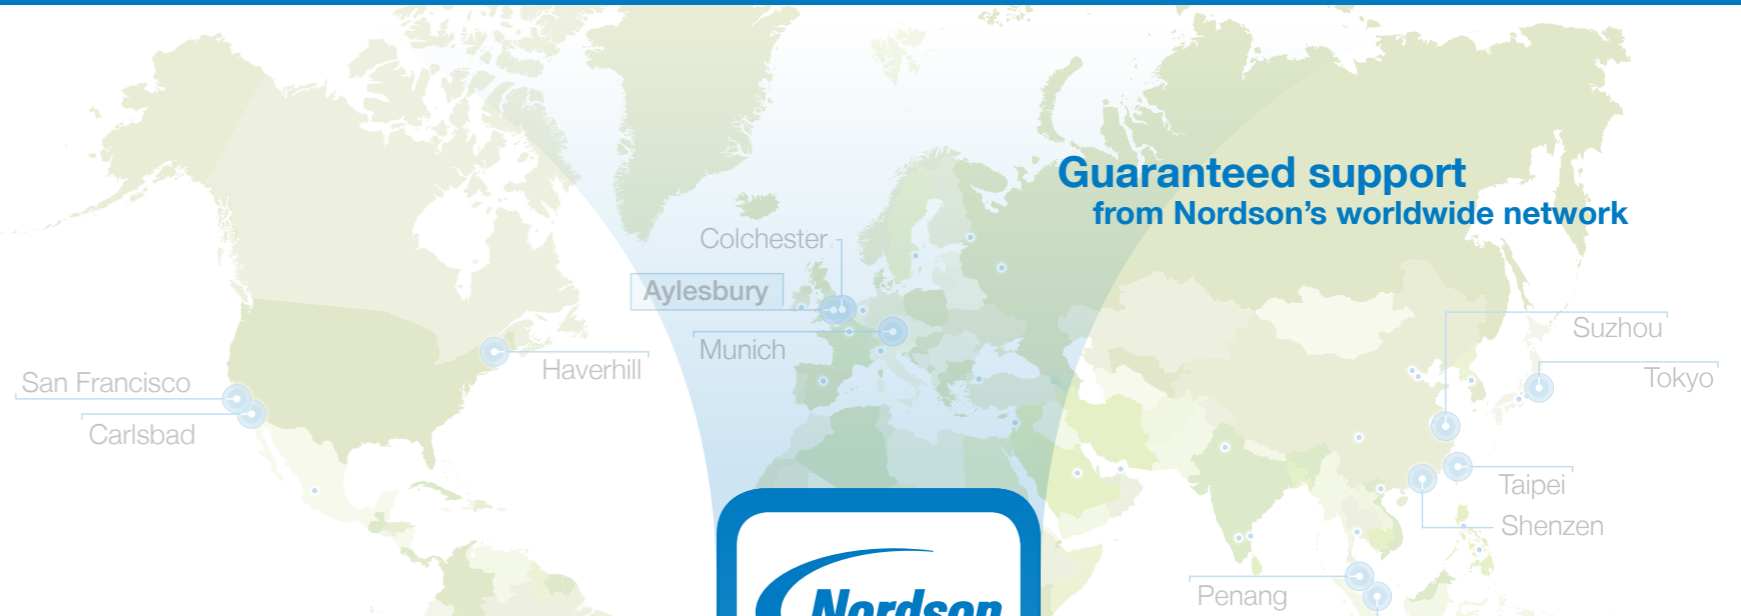 Guaranteed support
from Nordson's worldwide network
Colchester
Aylesbury
Munich
Haverhill
San Francisco
Carlsbad
Suzhou
Tokyo
Taipei
Shenzen
Penang
Nordson